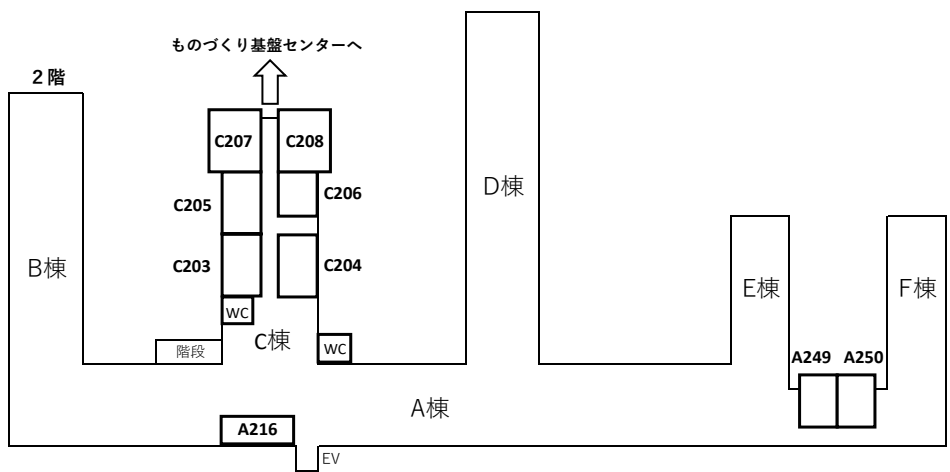 ものづくり基盤センターへ
２階
C207
C208
C205
C206
D棟
B棟
C203
C204
E棟
F棟
WC
C棟
WC
階段
A249
A250
A棟
A216
EV